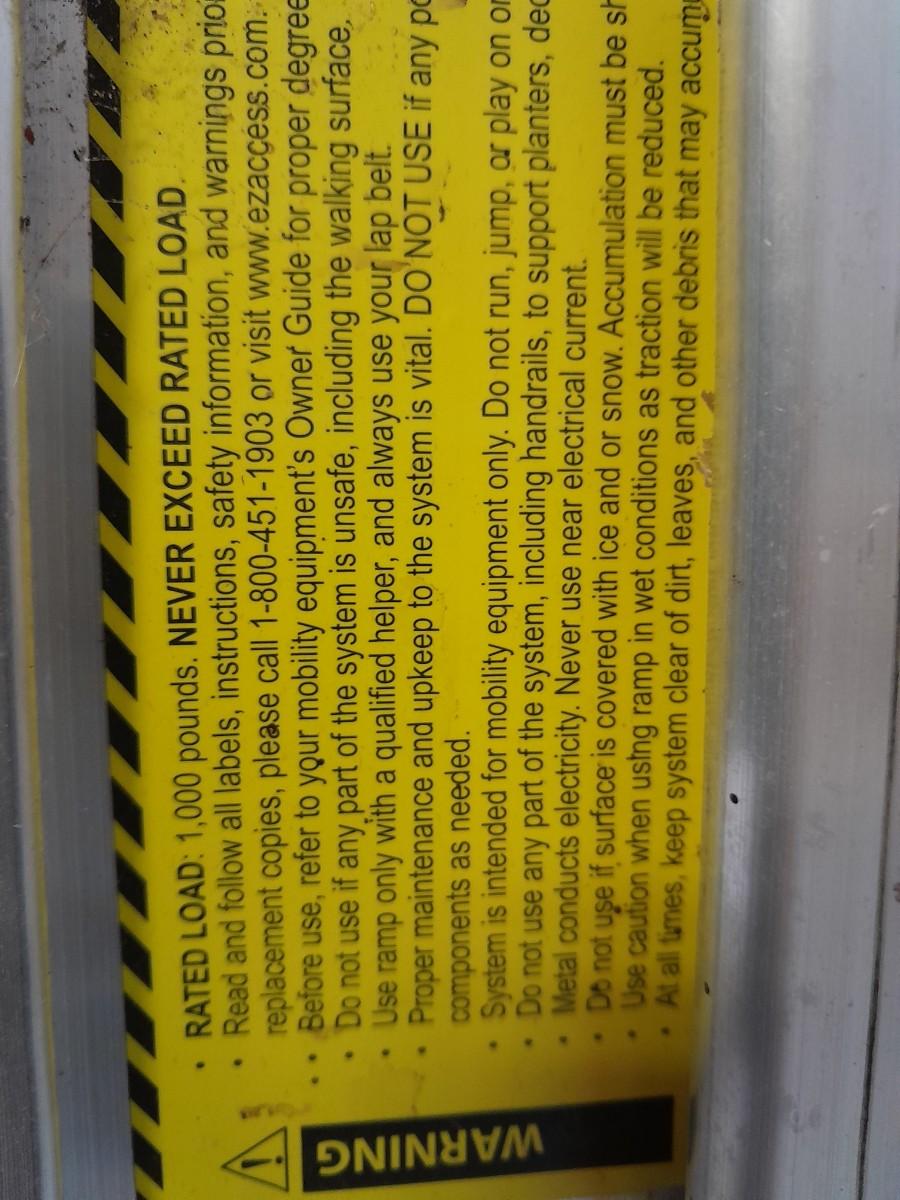 WARNING
• RATED LOAD: 1,000 pounds. NEVER EXCEED RATED LOAD.
• Read and follow all labels, instructions, safety information, and warnings prior
replacement copies, please call 1-800-451-1903 or visit www.ezaccess.com.
• Before use, refer to your mobility equipment's Owner Guide for proper degree
• Do not use if any part of the system is unsafe, including the walking surface,
• Use ramp only with a qualified helper, and always use your lap belt.
• Proper maintenance and upkeep to the system is vital. DO NOT USE if any
components as needed.
• System is intended for mobility equipment only. Do not run, jump, or play on or
• Do not use any part of the system, including handrails, to support planters, dec
• Metal conducts electricity. Never use near electrical current.
• Do not use if surface is covered with ice and or snow. Accumulation must be sh
• Use caution when using ramp in wet conditions as traction will be reduced.
• At all times, keep system clear of dirt, leaves, and other debris that may accum